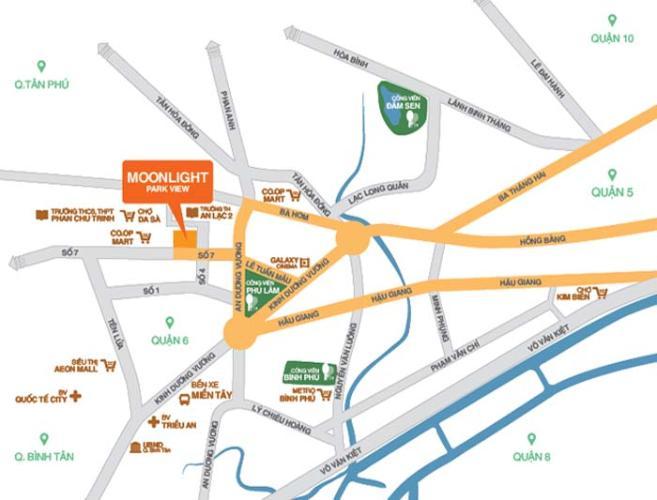 QUẬN 10
Q.TÂN PHÚ
HÒA BÌNH
LÊ ĐẠI HÀNH
TÂN HÒA ĐÔNG
PHAN ANH
CÔNG VIÊN
ĐẦM SEN
LÃNH BINH THĂNG
MOONLIGHT
PARK VIEW
TÂN HÒA ĐÔNG
LẠC LONG QUÂN
QUẬN 5
BA THÁNG HAI
CO.OP
MART
TRƯỜNG THCS, THPT
PHAN CHU TRINH
CHỢ
DA SÀ
TRƯỜNG TH
AN LẠC 2
BÀ HOM
CO.OP
MART
HỒNG BÀNG
SỐ 7
SỐ 7
LÊ TUẤN MẬU
GALAXY
CINEMA
KINH DƯƠNG VƯƠNG
AN DƯƠNG VƯƠNG
SỐ 4
SỐ 1
CÔNG VIÊN
PHÚ LÂM
HẬU GIANG
HẬU GIANG
HẬU GIANG
CHỢ
KIM BIÊN
MINH PHỤNG
TÊN LỬA
QUẬN 6
NGUYỄN VĂN LUÔNG
PHẠM VĂN CHÍ
VÕ VĂN KIỆT
SIÊU THỊ
AEON MALL
KINH DƯƠNG VƯƠNG
CÔNG VIÊN
BÌNH PHÚ
BV
QUỐC TẾ CITY
BẾN XE
MIỀN TÂY
METRO
BÌNH PHÚ
BV
TRIỀU AN
LÝ CHIÊU HOÀNG
UBND
Q. Bình Tân
Q. BÌNH TÂN
AN DƯƠNG VƯƠNG
VÕ VĂN KIỆT
QUẬN 8